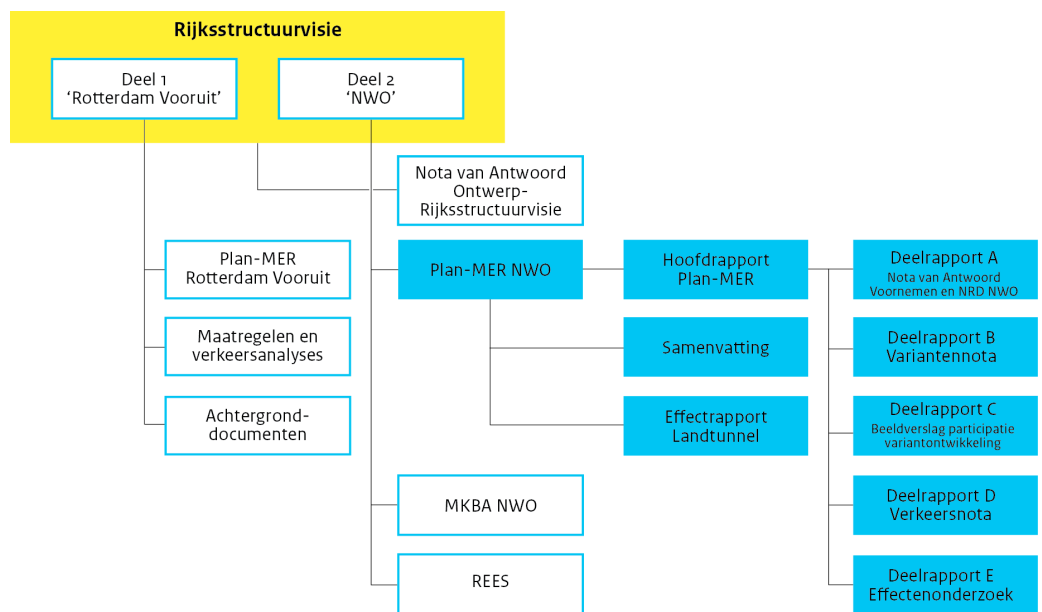 Rijksstructuurvisie
Deel 1
‘Rotterdam Vooruit’
Deel 2
‘NWO’
Nota van Antwoord
Ontwerp-
Rijksstructuurvisie
Plan-MER
Rotterdam Vooruit
Maatregelen en
verkeersanalyses
Achtergrond-
documenten
Plan-MER NWO
Hoofdrapport
Plan-MER
Samenvatting
Effectrapport
Landtunnel
Deelrapport A
Nota van Antwoord
Voornemen en NRD NWO
Deelrapport B
Variantennota
Deelrapport C
Beeldverslag participatie
variantontwikkeling
Deelrapport D
Verkeersnota
Deelrapport E
Effectenonderzoek
MKBA NWO
REES